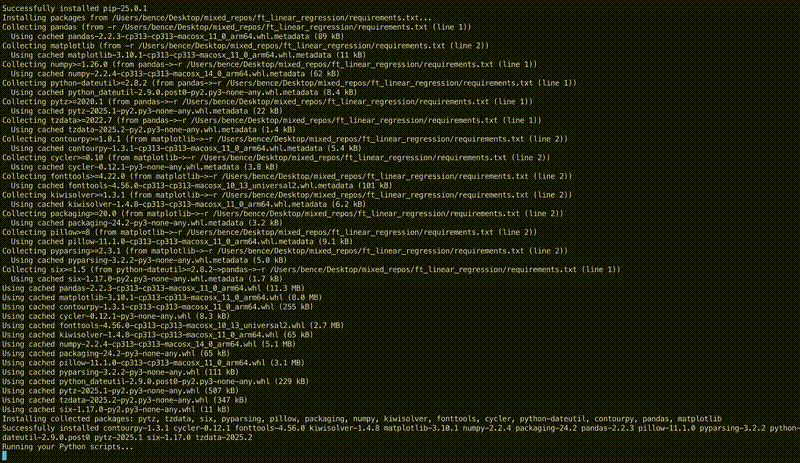 Successfully installed pip-25.0.1
Installing packages from /Users/bence/Desktop/mixed_repos/ft_linear_regression/requirements.txt...
Collecting pandas (from -r /Users/bence/Desktop/mixed_repos/ft_linear_regression/requirements.txt (line 1))
Using cached pandas-2.2.3-cp313-cp313-macosx_11_0_arm64.whl.metadata (89 kB)
Collecting matplotlib (from -r /Users/bence/Desktop/mixed_repos/ft_linear_regression/requirements.txt (line 2))
Using cached matplotlib-3.10.1-cp313-cp313-macosx_11_0_arm64.whl.metadata (11 kB)
Collecting numpy>=1.26.0 (from pandas->-r /Users/bence/Desktop/mixed_repos/ft_linear_regression/requirements.txt (line 1))
Using cached numpy-2.2.4-cp313-cp313-macosx_14_0_arm64.whl.metadata (62 kB)
Collecting python-dateutil>=2.8.2 (from pandas->-r /Users/bence/Desktop/mixed_repos/ft_linear_regression/requirements.txt (line 1))
Using cached python_dateutil-2.9.0.post0-py2.py3-none-any.whl.metadata (8.4 kB)
Collecting pytz>=2020.1 (from pandas->-r /Users/bence/Desktop/mixed_repos/ft_linear_regression/requirements.txt (line 1))
Using cached pytz-2025.1-py2.py3-none-any.whl.metadata (22 kB)
Collecting tzdata>=2022.7 (from pandas->-r /Users/bence/Desktop/mixed_repos/ft_linear_regression/requirements.txt (line 1))
Using cached tzdata-2025.2-py2.py3-none-any.whl.metadata (1.4 kB)
Collecting contourpy>=1.0.1 (from matplotlib->-r /Users/bence/Desktop/mixed_repos/ft_linear_regression/requirements.txt (line 2))
Using cached contourpy-1.3.1-cp313-cp313-macosx_11_0_arm64.whl.metadata (5.4 kB)
Collecting cycler>=0.10 (from matplotlib->-r /Users/bence/Desktop/mixed_repos/ft_linear_regression/requirements.txt (line 2))
Using cached cycler-0.12.1-py3-none-any.whl.metadata (3.8 kB)
Collecting fonttools>=4.22.0 (from matplotlib->-r /Users/bence/Desktop/mixed_repos/ft_linear_regression/requirements.txt (line 2))
Using cached fonttools-4.56.0-cp313-cp313-macosx_10_13_universal2.whl.metadata (101 kB)
Collecting kiwisolver>=1.3.1 (from matplotlib->-r /Users/bence/Desktop/mixed_repos/ft_linear_regression/requirements.txt (line 2))
Using cached kiwisolver-1.4.8-cp313-cp313-macosx_11_0_arm64.whl.metadata (6.2 kB)
Collecting packaging>=20.0 (from matplotlib->-r /Users/bence/Desktop/mixed_repos/ft_linear_regression/requirements.txt (line 2))
Using cached packaging-24.2-py3-none-any.whl.metadata (3.2 kB)
Collecting pillow>=8 (from matplotlib->-r /Users/bence/Desktop/mixed_repos/ft_linear_regression/requirements.txt (line 2))
Using cached pillow-11.1.0-cp313-cp313-macosx_11_0_arm64.whl.metadata (9.1 kB)
Collecting pyparsing>=2.3.1 (from matplotlib->-r /Users/bence/Desktop/mixed_repos/ft_linear_regression/requirements.txt (line 2))
Using cached pyparsing-3.2.2-py3-none-any.whl.metadata (5.0 kB)
Collecting six>=1.5 (from python-dateutil>=2.8.2->pandas->-r /Users/bence/Desktop/mixed_repos/ft_linear_regression/requirements.txt (line 1))
Using cached six-1.17.0-py2.py3-none-any.whl.metadata (1.7 kB)
Using cached pandas-2.2.3-cp313-cp313-macosx_11_0_arm64.whl (11.3 MB)
Using cached matplotlib-3.10.1-cp313-cp313-macosx_11_0_arm64.whl (8.0 MB)
Using cached contourpy-1.3.1-cp313-cp313-macosx_11_0_arm64.whl (255 kB)
Using cached cycler-0.12.1-py3-none-any.whl (8.3 kB)
Using cached fonttools-4.56.0-cp313-cp313-macosx_10_13_universal2.whl (2.7 MB)
Using cached kiwisolver-1.4.8-cp313-cp313-macosx_11_0_arm64.whl (65 kB)
Using cached numpy-2.2.4-cp313-cp313-macosx_14_0_arm64.whl (5.1 MB)
Using cached packaging-24.2-py3-none-any.whl (65 kB)
Using cached pillow-11.1.0-cp313-cp313-macosx_11_0_arm64.whl (3.1 MB)
Using cached pyparsing-3.2.2-py3-none-any.whl (111 kB)
Using cached python_dateutil-2.9.0.post0-py2.py3-none-any.whl (229 kB)
Using cached pytz-2025.1-py2.py3-none-any.whl (507 kB)
Using cached tzdata-2025.2-py2.py3-none-any.whl (347 kB)
Using cached six-1.17.0-py2.py3-none-any.whl (11 kB)
Installing collected packages: pytz, tzdata, six, pyparsing, pillow, packaging, numpy, kiwisolver, fonttools, cycler, python-dateutil, contourpy, pandas, matplotlib
Successfully installed contourpy-1.3.1 cycler-0.12.1 fonttools-4.56.0 kiwisolver-1.4.8 matplotlib-3.10.1 numpy-2.2.4 packaging-24.2 pandas-2.2.3 pillow-11.1.0 pyparsing-3.2.2 python-
dateutil-2.9.0.post0 pytz-2025.1 six-1.17.0 tzdata-2025.2
Running your Python scripts...